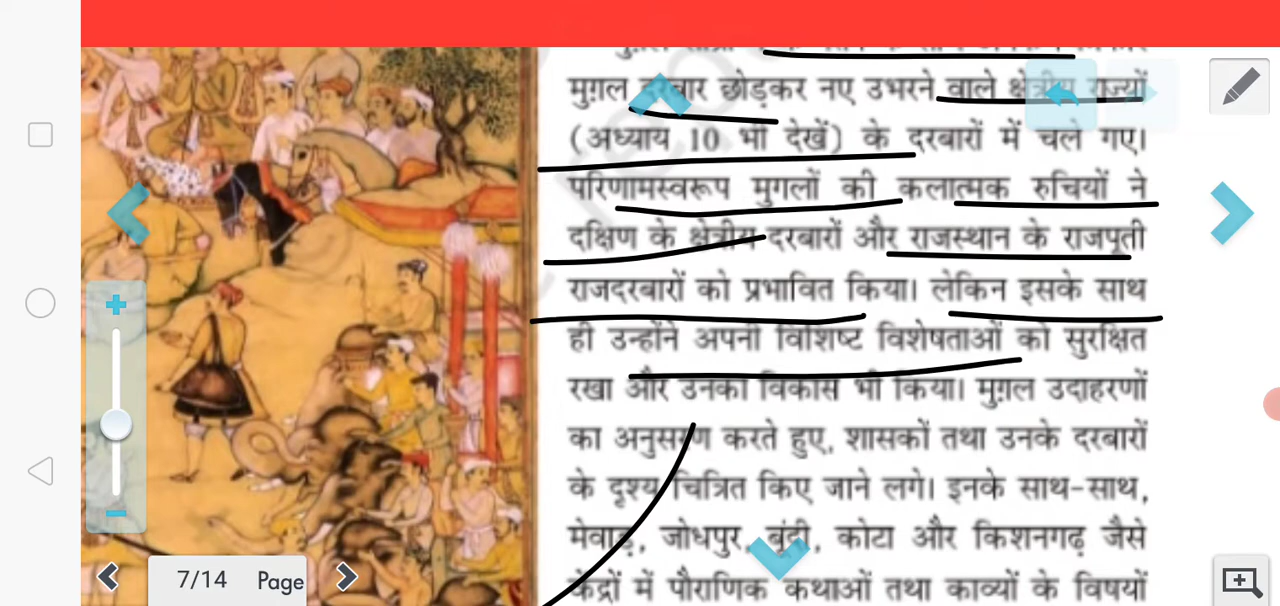 मुग़ल दरबार छोड़कर नए उभरने वाले क्षेत्रीय राज्यों
(अध्याय 10 भी देखें) के दरबारों में चले गए।
परिणामस्वरूप मुगलों की कलात्मक रुचियों ने
दक्षिण के क्षेत्रीय दरबारों और राजस्थान के राजपूती
राजदरबारों को प्रभावित किया। लेकिन इसके साथ
ही उन्होंने अपनी विशिष्ट विशेषताओं को सुरक्षित
रखा और उनका विकास भी किया। मुग़ल उदाहरणों
का अनुसरण करते हुए, शासकों तथा उनके दरबारों
के दृश्य चित्रित किए जाने लगे। इनके साथ-साथ,
मेवाड़, जोधपुर, बूंदी, कोटा और किशनगढ़ जैसे
केंद्रों में पौराणिक कथाओं तथा काव्यों के विषयों
7/14 Page